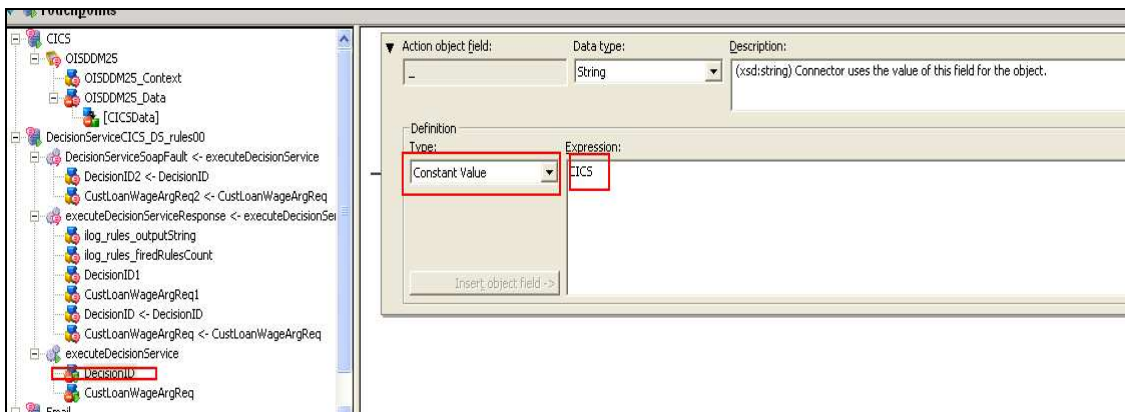 Touchpoints
CICS
OISDDM25
OISDDM25_Context
OISDDM25_Data
[CICSData]
DecisionServiceCICS_DS_rules00
DecisionServiceSoapFault <- executeDecisionService
DecisionID2 <- DecisionID
CustLoanWageArgReq2 <- CustLoanWageArgReq
executeDecisionServiceResponse <- executeDecisionSer
ilog_rules_outputString
ilog_rules_firedRulesCount
DecisionID1
CustLoanWageArgReq1
DecisionID <- DecisionID
CustLoanWageArgReq <- CustLoanWageArgReq
executeDecisionService
DecisionID
CustLoanWageArgReq
Email
Action object field:
Data type:
Description:
_
String
(xsd:string) Connector uses the value of this field for the object.
Definition
Type:
Expression:
Constant Value
CICS
Insert object field ->